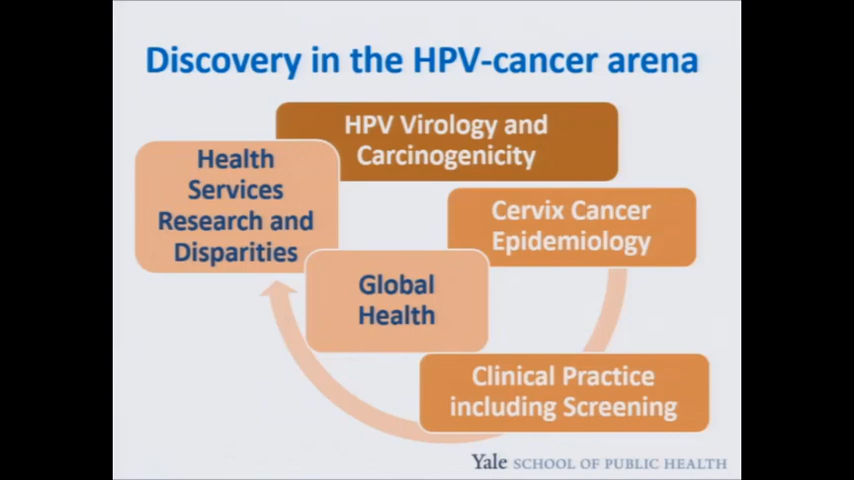 Discovery in the HPV-cancer arena
HPV Virology and
Carcinogenicity
Health
Services
Research and
Disparities
Cervix Cancer
Epidemiology
Global
Health
Clinical Practice
including Screening
Yale SCHOOL OF PUBLIC HEALTH